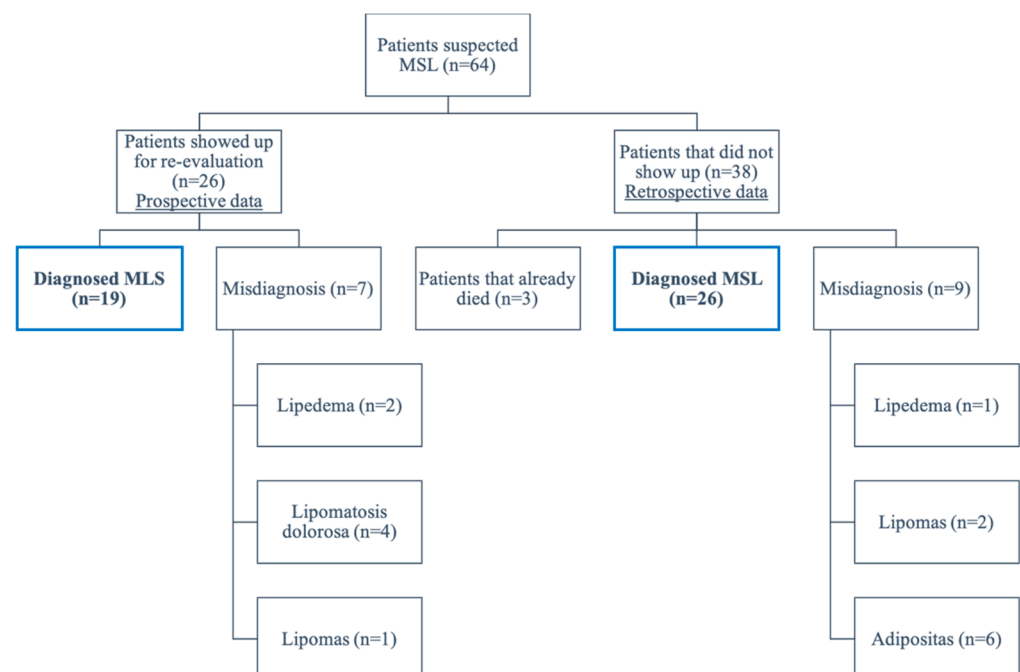 Patients suspected
MSL (n=64)
Patients showed up
for re-evaluation
(n=26)
Prospective data
Patients that did not
show up (n=38)
Retrospective data
Diagnosed MLS
(n=19)
Misdiagnosis (n=7)
Patients that already
died (n=3)
Diagnosed MSL
(n=26)
Misdiagnosis (n=9)
Lipedema (n=2)
Lipedema (n=1)
Lipomatosis
dolorosa (n=4)
Lipomas (n=2)
Lipomas (n=1)
Adipositas (n=6)